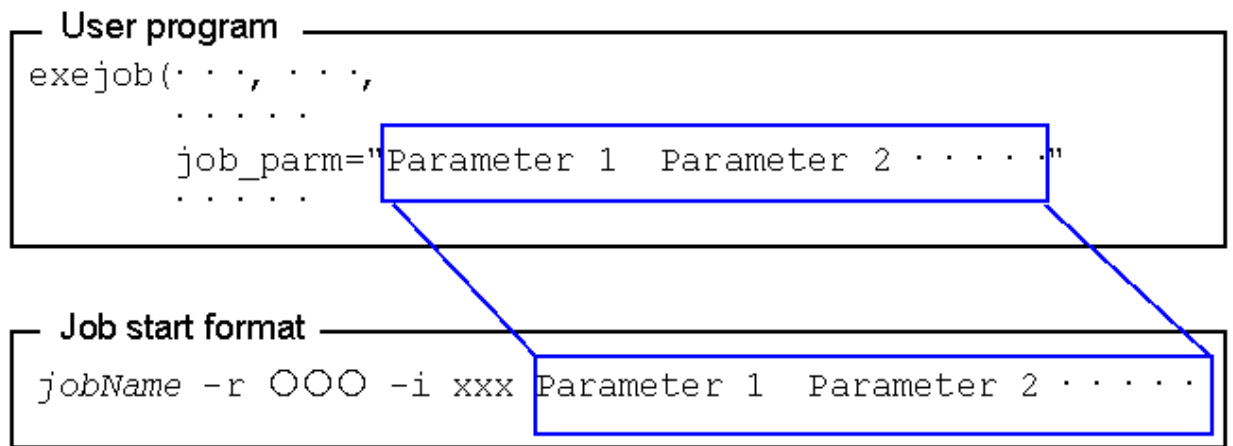 User program
exejob(· · ·, · · ·,
· · · · ·
job_parm="Parameter 1 Parameter 2 · · · · ·"
· · · · ·
Job start format
jobName -r ○○○ -i xxx Parameter 1 Parameter 2 · · · · ·